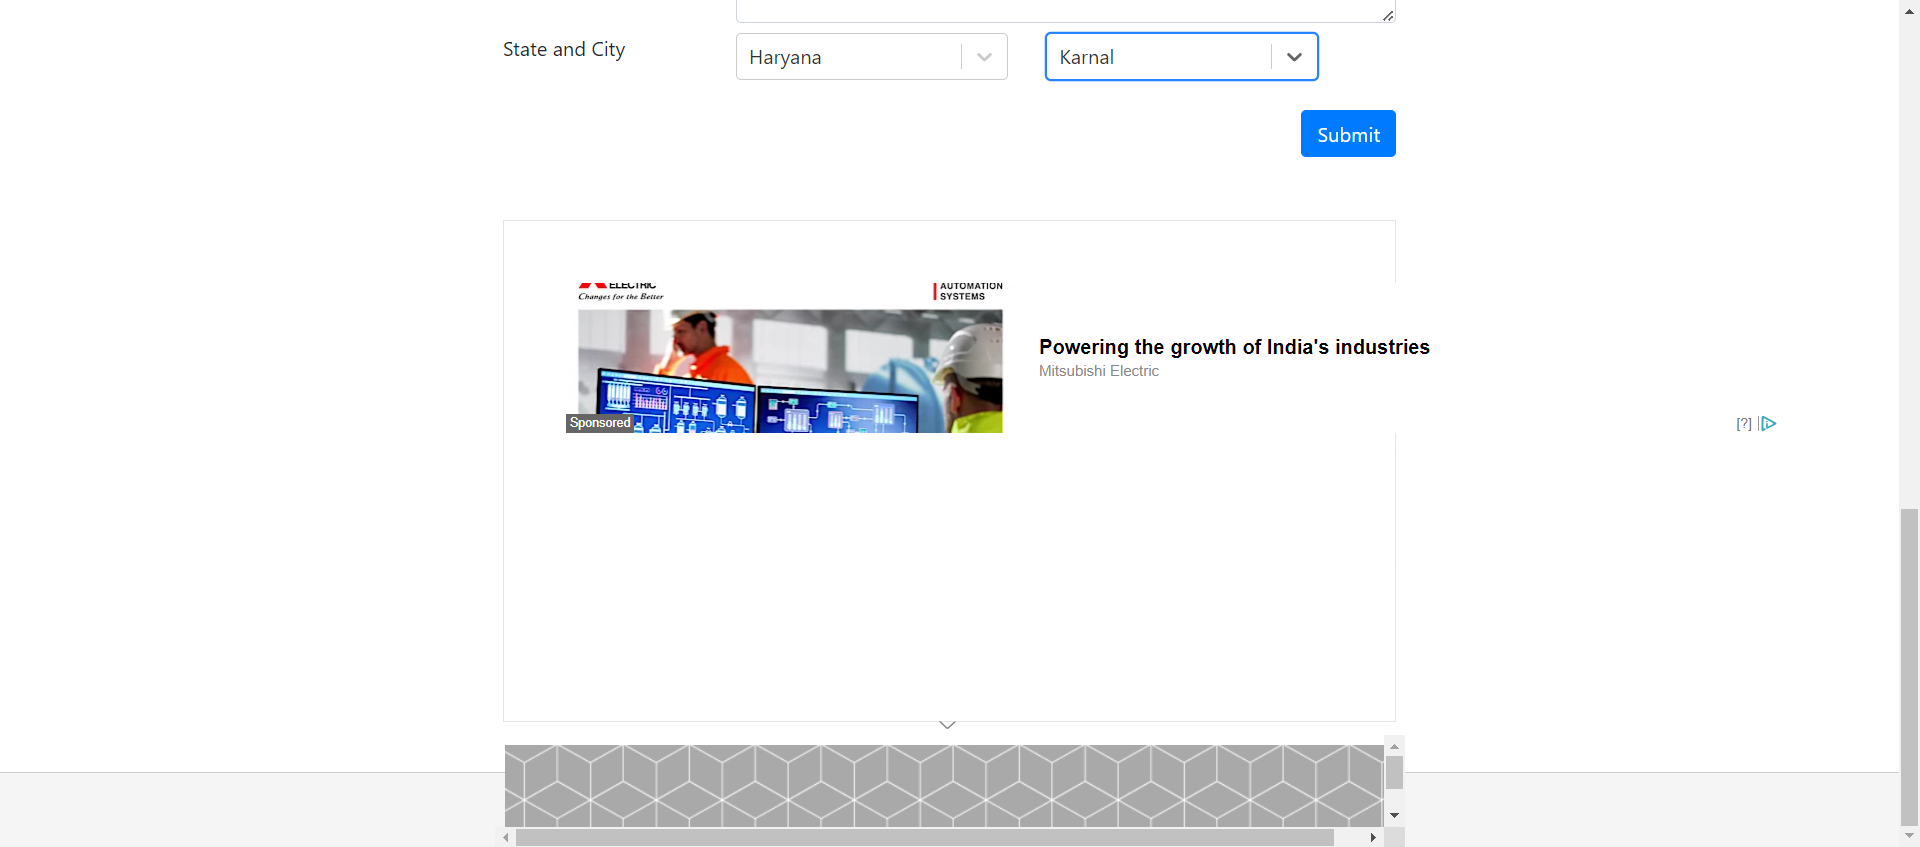 State and City
Haryana
Karnal
Submit
ELECTRIC
Changes for the Better
AUTOMATION
SYSTEMS
Powering the growth of India's industries
Mitsubishi Electric
Sponsored
[?]